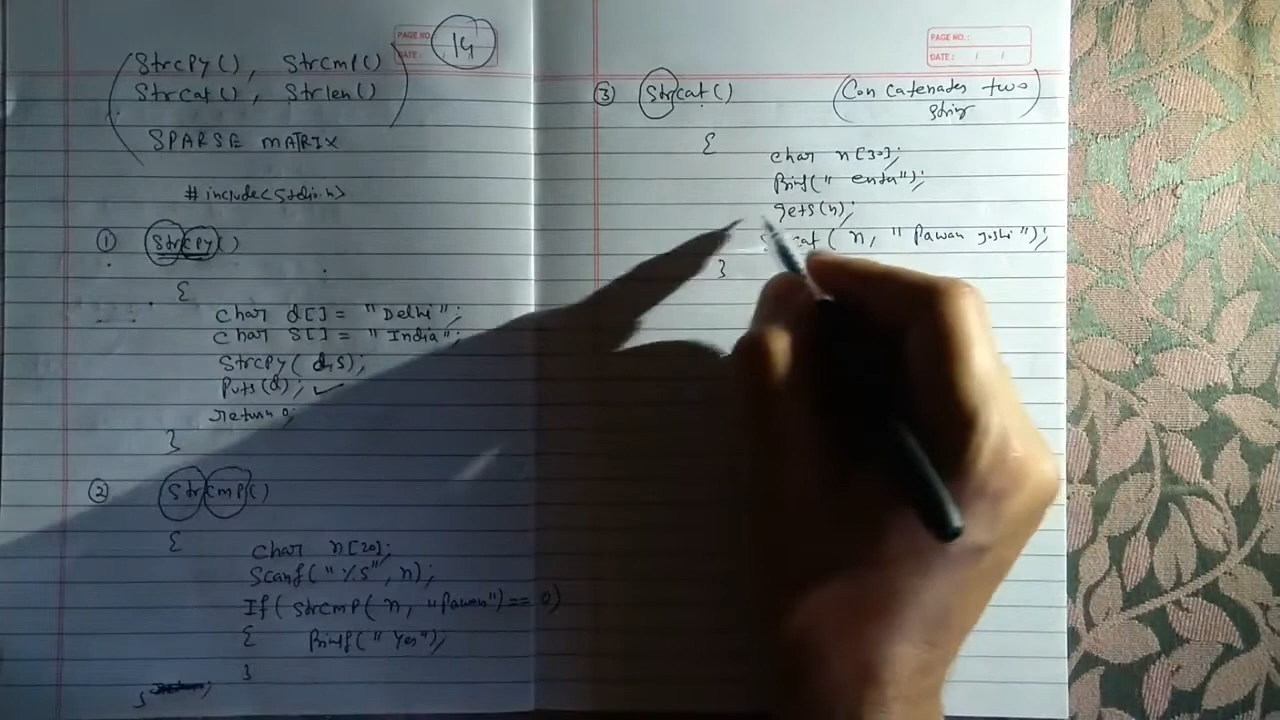 PAGE NO.
DATE:
14
Strcpy(), Strcmp()
Strcat(), Strlen()
SPARSE MATRIX
#include<stdio.h>
① Strcpy()
{
char d[] = "Delhi";
char s[] = "India";
Strcpy( d,s);
Puts(d); ✓
return 0;
}
② Strcmp()
{
char n[20];
Scanf("%s", n);
If( strcmp( n, "Pawan") == 0)
{ Printf(" Yes");
}
}
PAGE NO.:
DATE: / /
③ Strcat() (Con catenades two
string)
{
char n[30];
Printf(" enter");
gets(n);
cat( n, " Pawan Joshi");
}